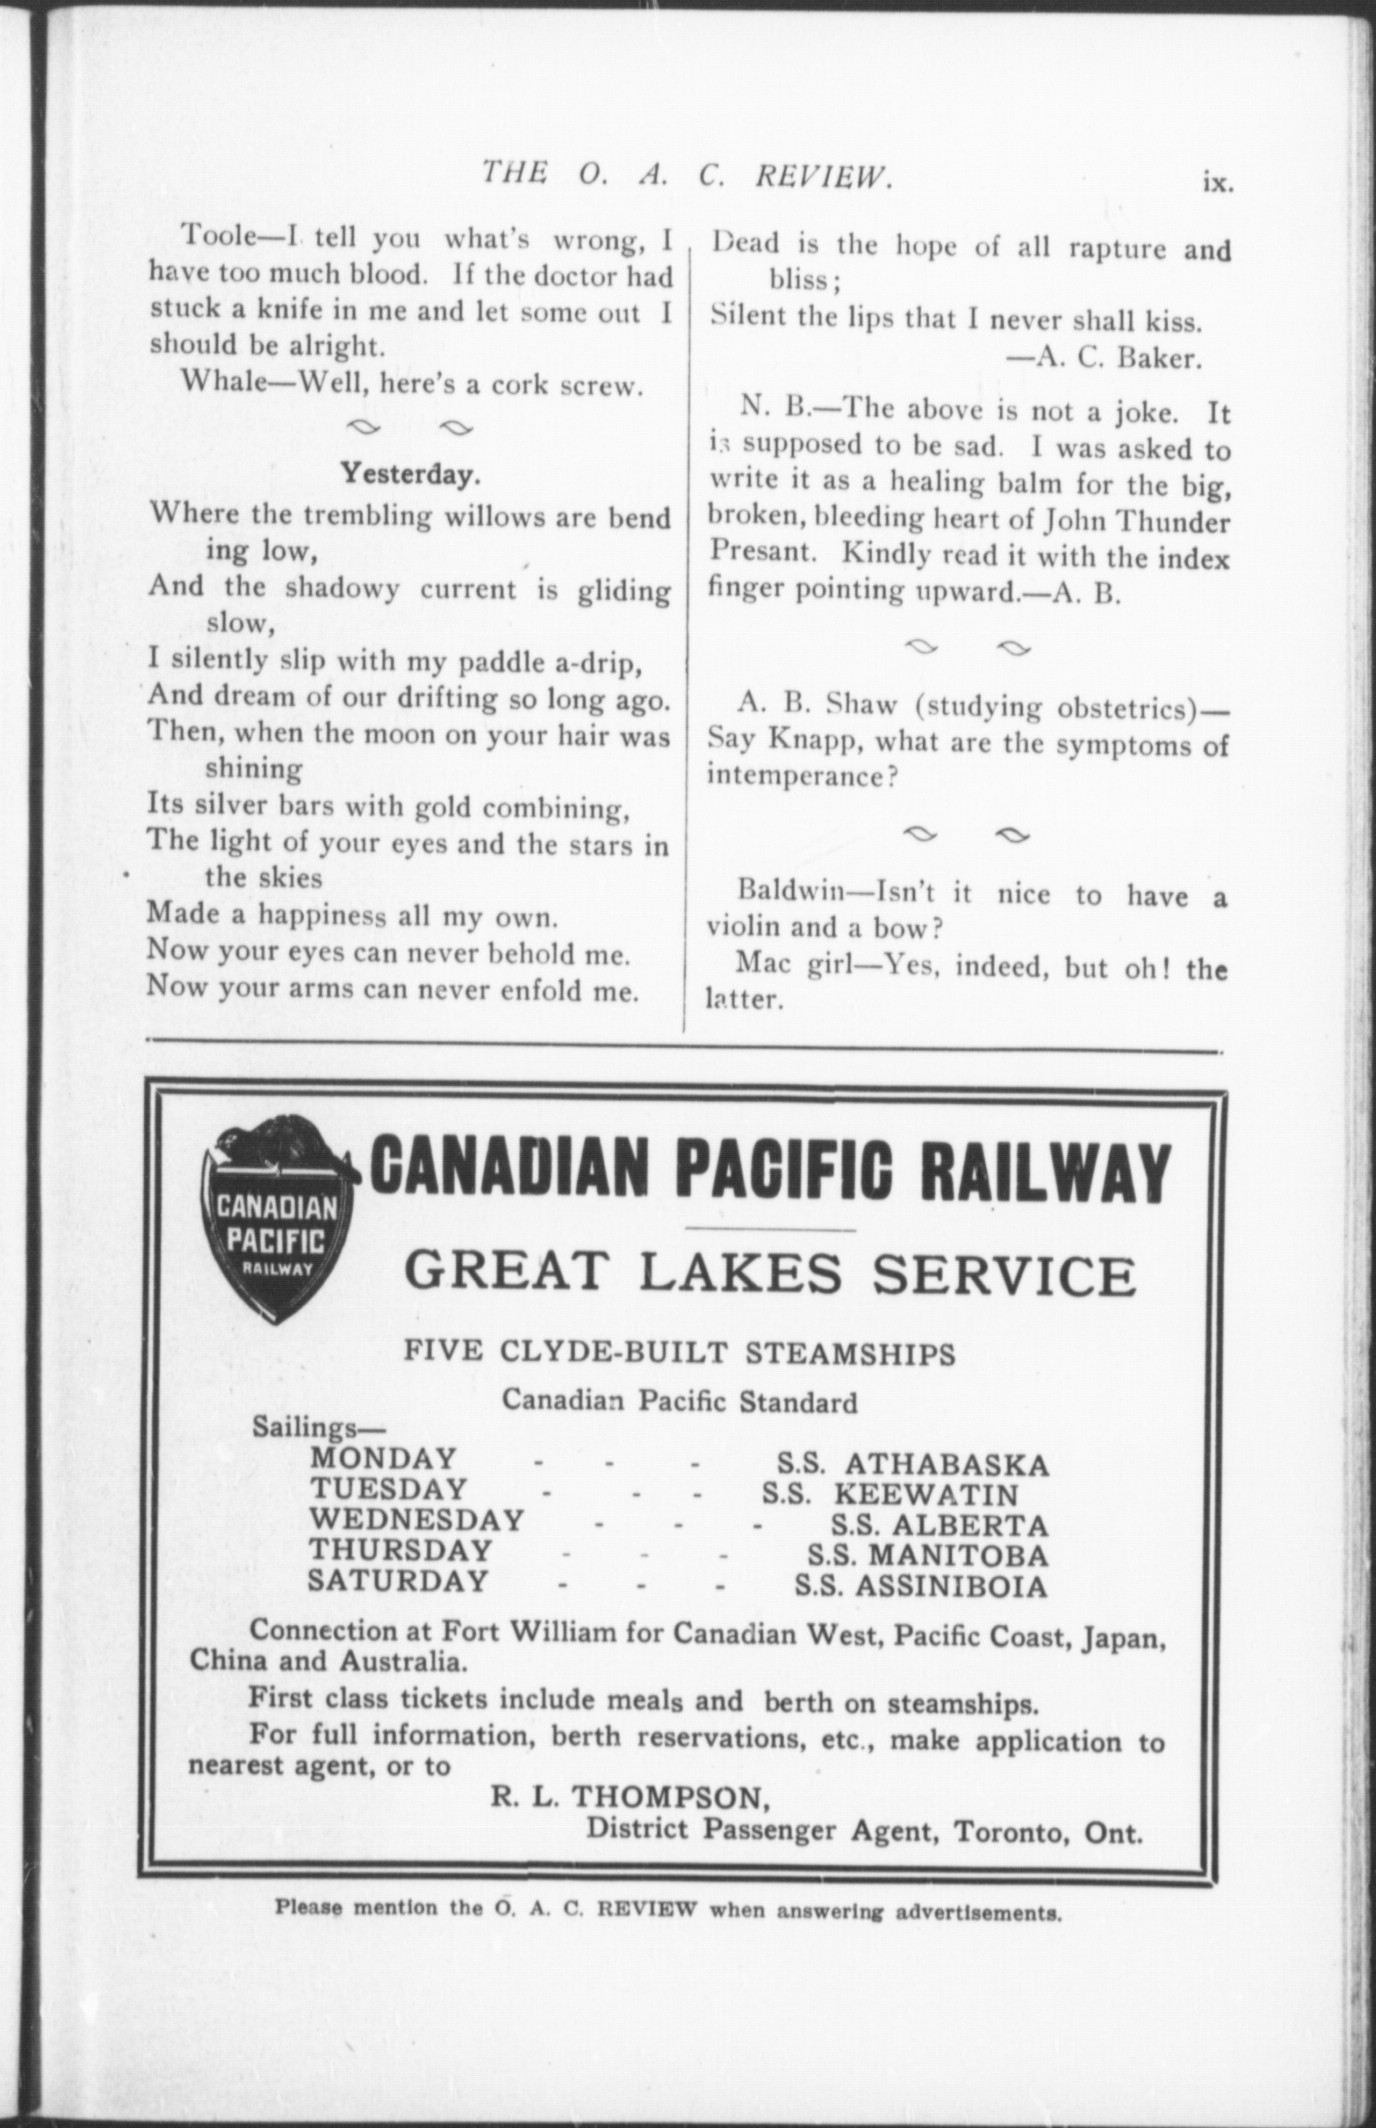 THE O. A. C. REVIEW.
ix.
Toole—I tell you what's wrong, I
have too much blood. If the doctor had
stuck a knife in me and let some out I
should be alright.
Whale—Well, here's a cork screw.
Yesterday.
Where the trembling willows are bend
ing low,
And the shadowy current is gliding
slow,
I silently slip with my paddle a-drip,
And dream of our drifting so long ago.
Then, when the moon on your hair was
shining
Its silver bars with gold combining,
The light of your eyes and the stars in
the skies
Made a happiness all my own.
Now your eyes can never behold me.
Now your arms can never enfold me.
Dead is the hope of all rapture and
bliss;
Silent the lips that I never shall kiss.
—A. C. Baker.
N. B.—The above is not a joke. It
is supposed to be sad. I was asked to
write it as a healing balm for the big,
broken, bleeding heart of John Thunder
Presant. Kindly read it with the index
finger pointing upward.—A. B.
A. B. Shaw (studying obstetrics)—
Say Knapp, what are the symptoms of
intemperance?
Baldwin—Isn't it nice to have a
violin and a bow?
Mac girl—Yes, indeed, but oh! the
latter.
CANADIAN
PACIFIC
RAILWAY
CANADIAN PACIFIC RAILWAY
GREAT LAKES SERVICE
FIVE CLYDE-BUILT STEAMSHIPS
Canadian Pacific Standard
Sailings—
MONDAY - - - S.S. ATHABASKA
TUESDAY - - - S.S. KEEWATIN
WEDNESDAY - - - S.S. ALBERTA
THURSDAY - - - S.S. MANITOBA
SATURDAY - - - S.S. ASSINIBOIA
Connection at Fort William for Canadian West, Pacific Coast, Japan,
China and Australia.
First class tickets include meals and berth on steamships.
For full information, berth reservations, etc., make application to
nearest agent, or to
R. L. THOMPSON,
District Passenger Agent, Toronto, Ont.
Please mention the O. A. C. REVIEW when answering advertisements.